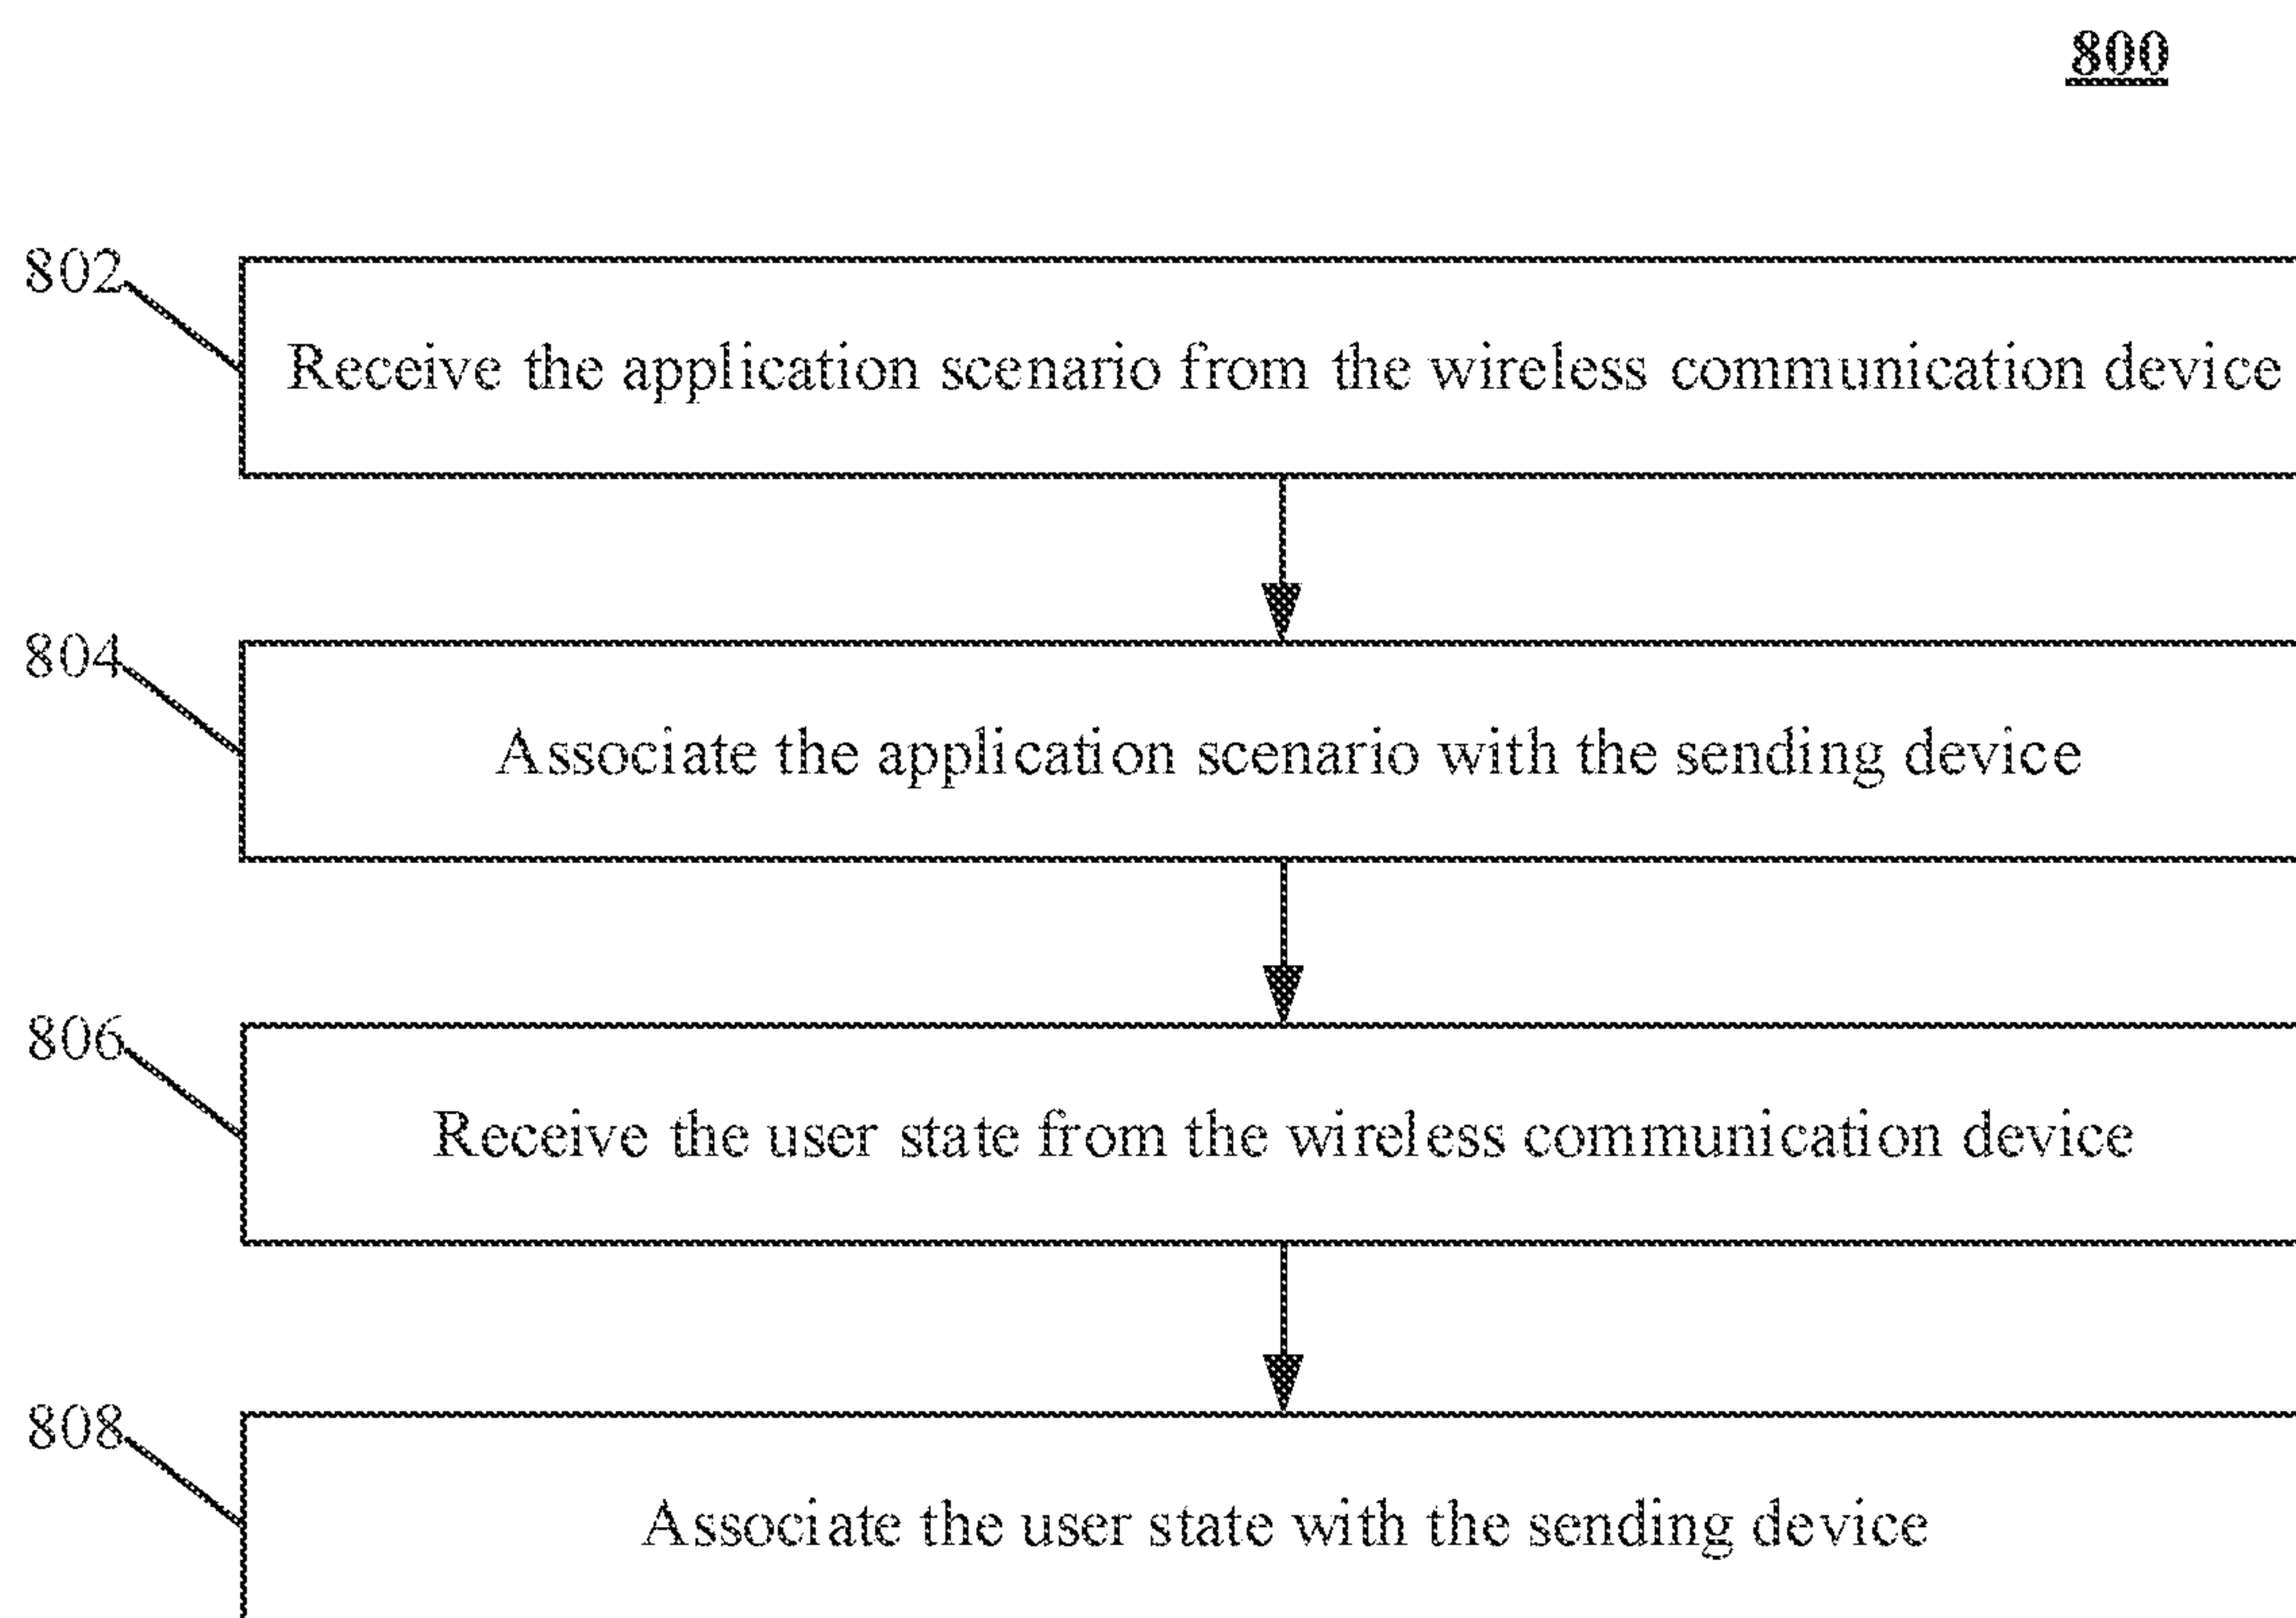 800
802
Receive the application scenario from the wireless communication device
804
Associate the application scenario with the sending device
806
Receive the user state from the wireless communication device
808
Associate the user state with the sending device